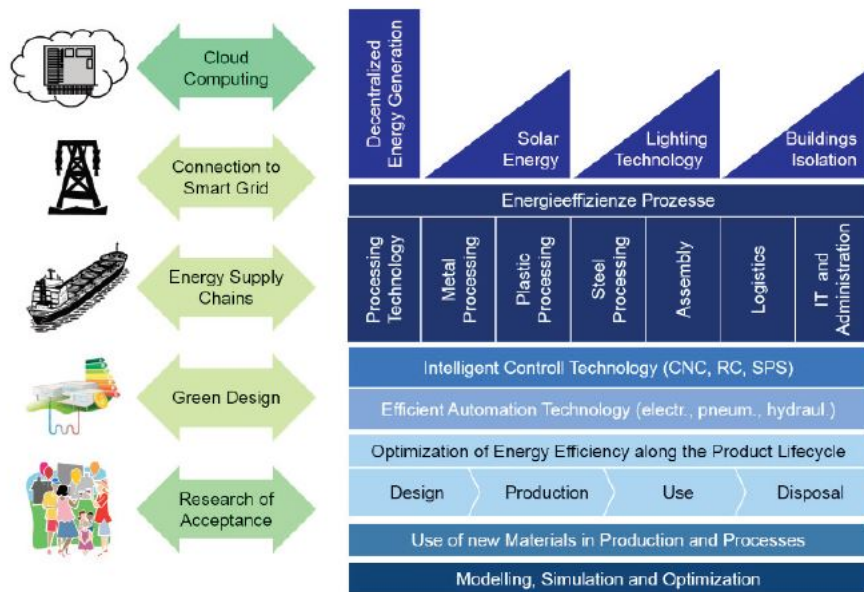 Cloud
Computing
Connection to
Smart Grid
Energy Supply
Chains
Green Design
Research of
Acceptance
Decentralized
Energy Generation
Solar
Energy
Lighting
Technology
Buildings
Isolation
Energieeffizienze Prozesse
Processing
Technology
Metal
Processing
Plastic
Processing
Steel
Processing
Assembly
Logistics
IT and
Administration
Intelligent Controll Technology (CNC, RC, SPS)
Efficient Automation Technology (electr., pneum., hydraul.)
Optimization of Energy Efficiency along the Product Lifecycle
Design
Production
Use
Disposal
Use of new Materials in Production and Processes
Modelling, Simulation and Optimization